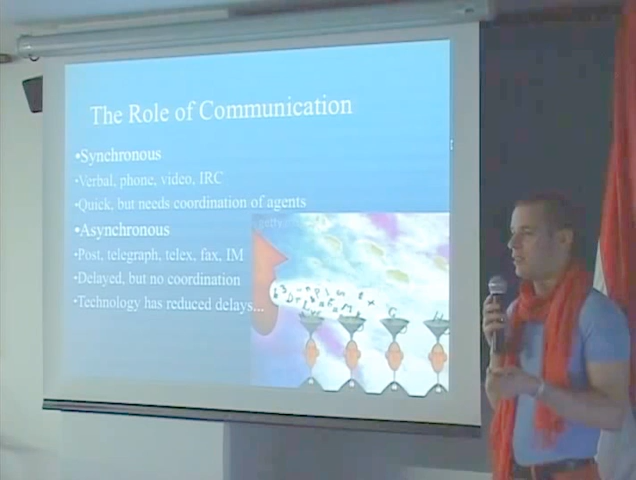 The Role of Communication
•Synchronous
•Verbal, phone, video, IRC
•Quick, but needs coordination of agents
•Asynchronous
•Post, telegraph, telex, fax, IM
•Delayed, but no coordination
•Technology has reduced delays...